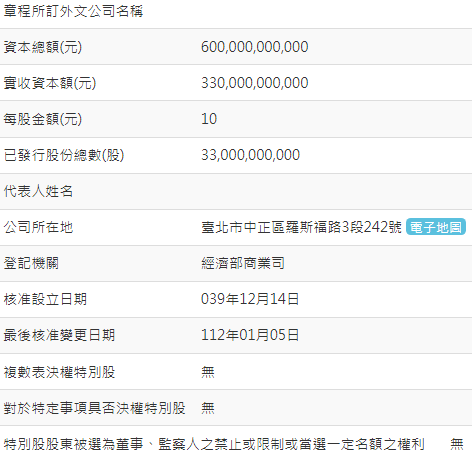 章程所訂外文公司名稱
資本總額(元) 600,000,000,000
實收資本額(元) 330,000,000,000
每股金額(元) 10
已發行股份總數(股) 33,000,000,000
代表人姓名
公司所在地 臺北市中正區羅斯福路3段242號 電子地圖
登記機關 經濟部商業司
核准設立日期 039年12月14日
最後核准變更日期 112年01月05日
複數表決權特別股 無
對於特定事項具否決權特別股 無
特別股股東被選為董事、監察人之禁止或限制或當選一定名額之權利 無